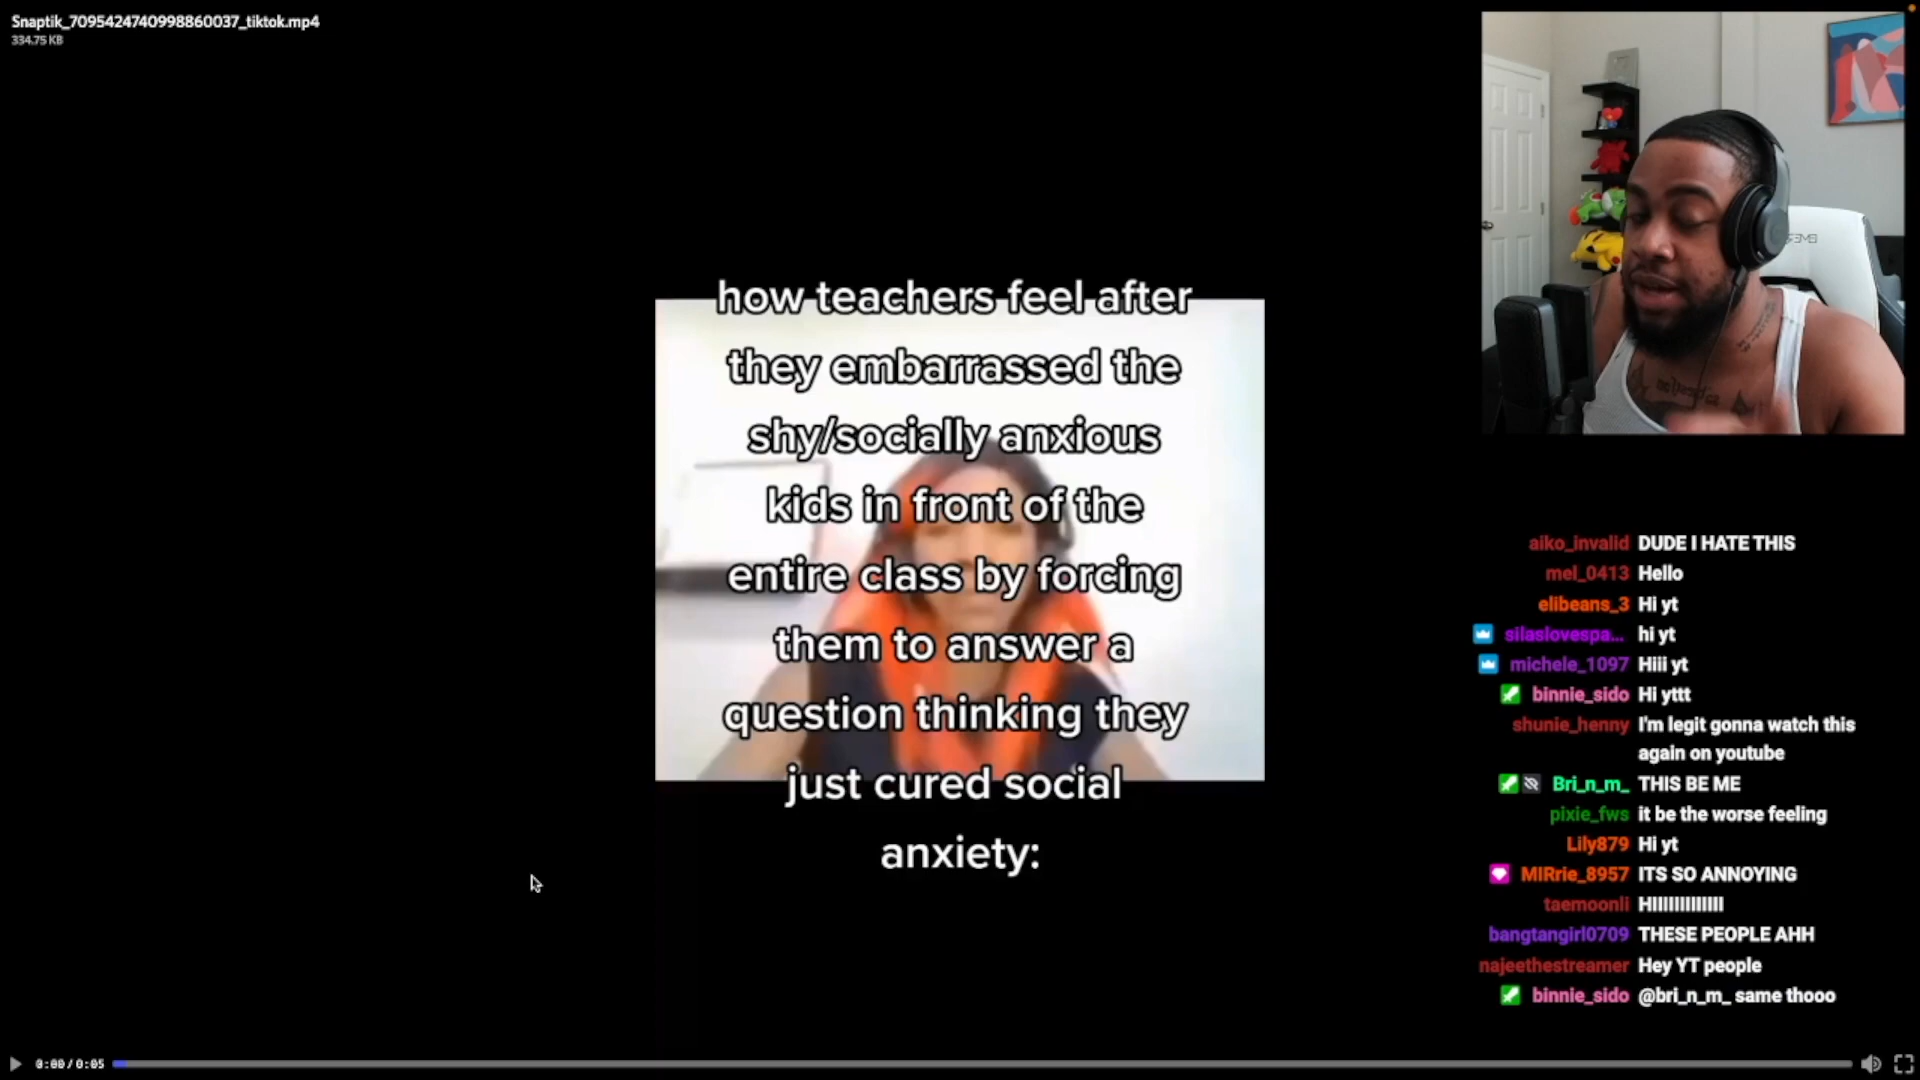 Snaptik_7095424740998860037_tiktok.mp4
334.75 KB
how teachers feel after
they embarrassed the
shy/socially anxious
kids in front of the
entire class by forcing
them to answer a
question thinking they
just cured social
anxiety:
aiko_invalid DUDE I HATE THIS
mel_0413 Hello
elibeans_3 Hi yt
silaslovespa... hi yt
michele_1097 Hiii yt
binnie_sido Hi yttt
shunie_henny I'm legit gonna watch this
again on youtube
Bri_n_m_ THIS BE ME
pixie_fws it be the worse feeling
Lily879 Hi yt
MIRrie_8957 ITS SO ANNOYING
taemoonli HIIIIIIIIIIIII
bangtangirl0709 THESE PEOPLE AHH
najeethestreamer Hey YT people
binnie_sido @bri_n_m_ same thooo
0:00/0:05